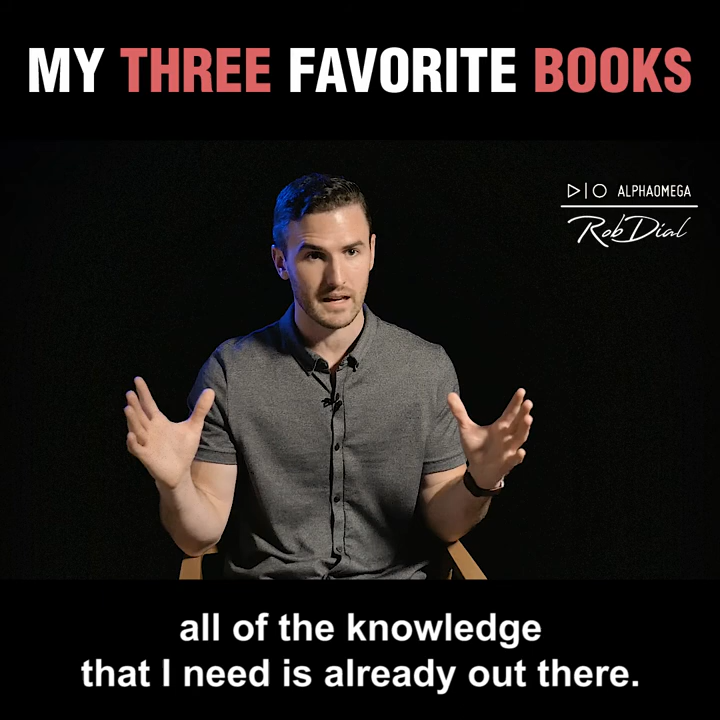 MY THREE FAVORITE BOOKS
ALPHAOMEGA
Rob Dial
all of the knowledge
that I need is already out there.